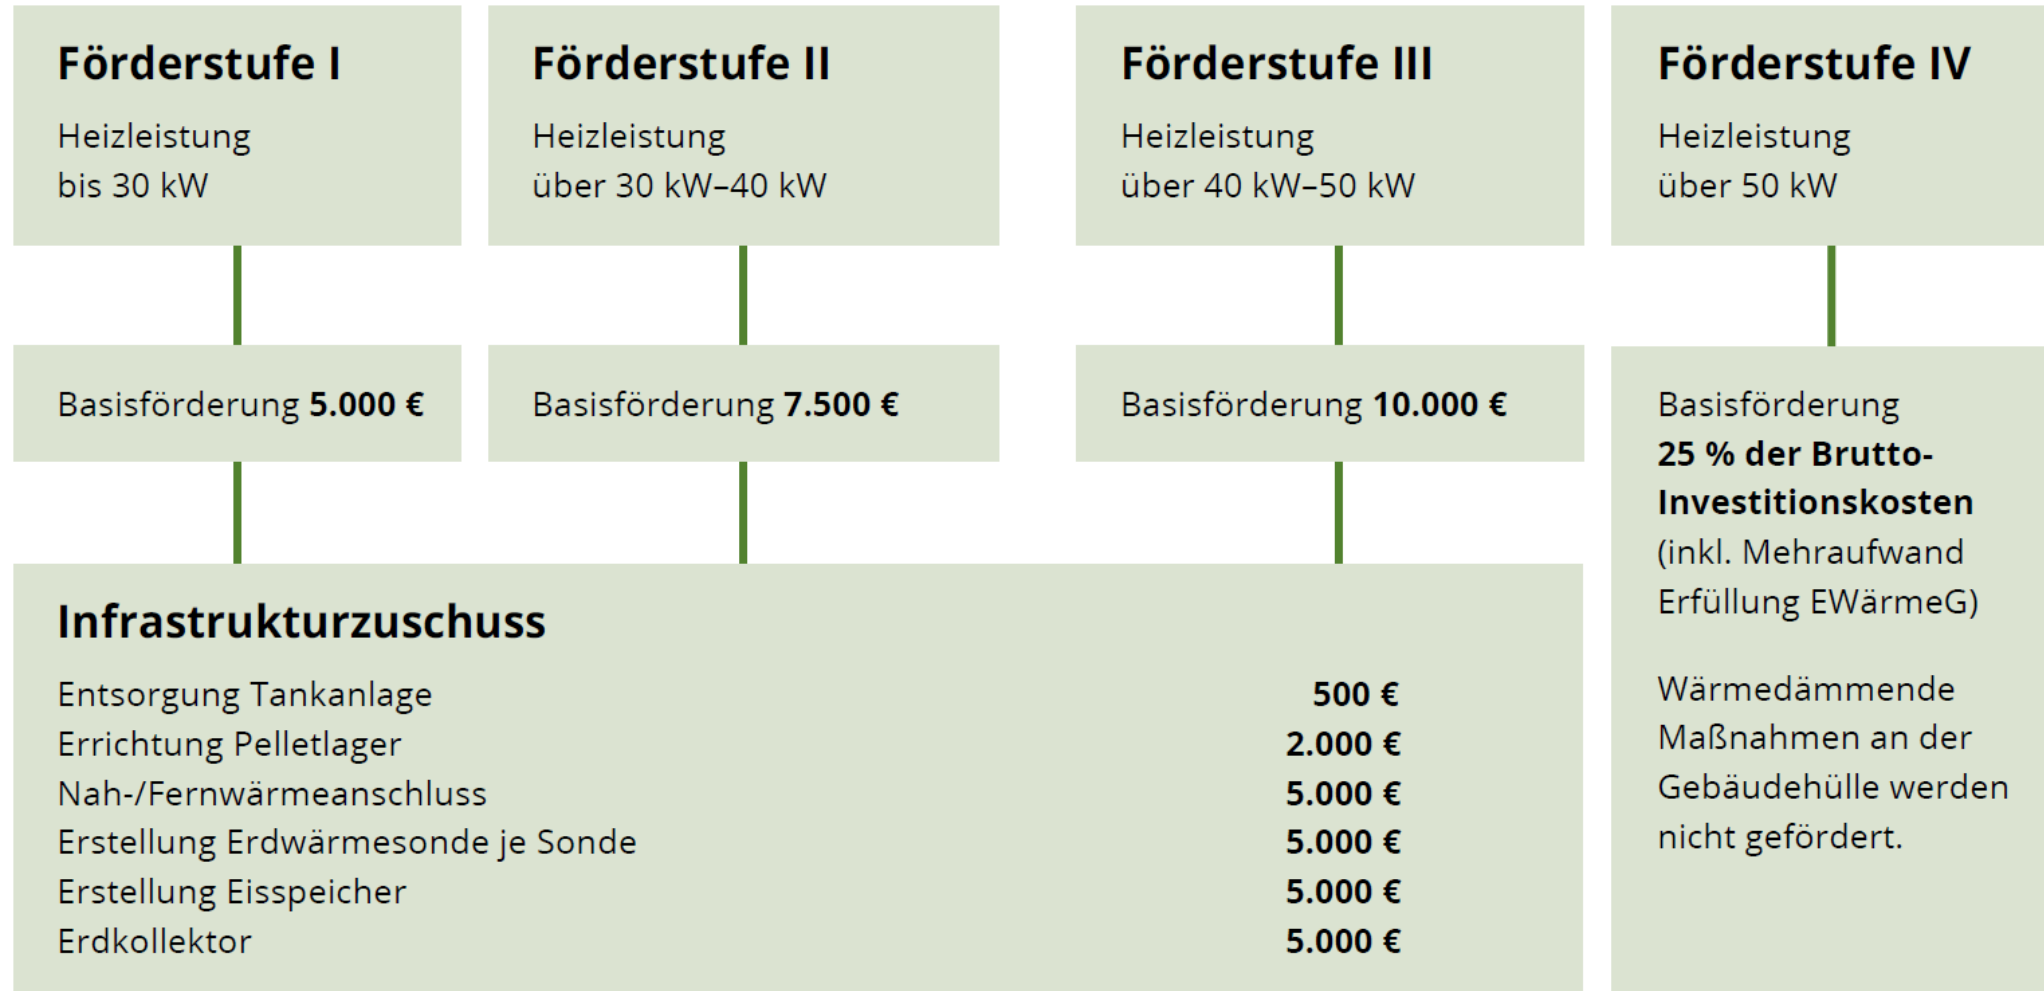 Förderstufe I
Heizleistung
bis 30 kW
Förderstufe II
Heizleistung
über 30 kW–40 kW
Förderstufe III
Heizleistung
über 40 kW–50 kW
Förderstufe IV
Heizleistung
über 50 kW
Basisförderung 5.000 €
Basisförderung 7.500 €
Basisförderung 10.000 €
Basisförderung
25 % der Brutto-
Investitionskosten
(inkl. Mehraufwand
Erfüllung EWärmeG)
Wärmedämmende
Maßnahmen an der
Gebäudehülle werden
nicht gefördert.
Infrastrukturzuschuss
Entsorgung Tankanlage 500 €
Errichtung Pelletlager 2.000 €
Nah-/Fernwärmeanschluss 5.000 €
Erstellung Erdwärmesonde je Sonde 5.000 €
Erstellung Eisspeicher 5.000 €
Erdkollektor 5.000 €